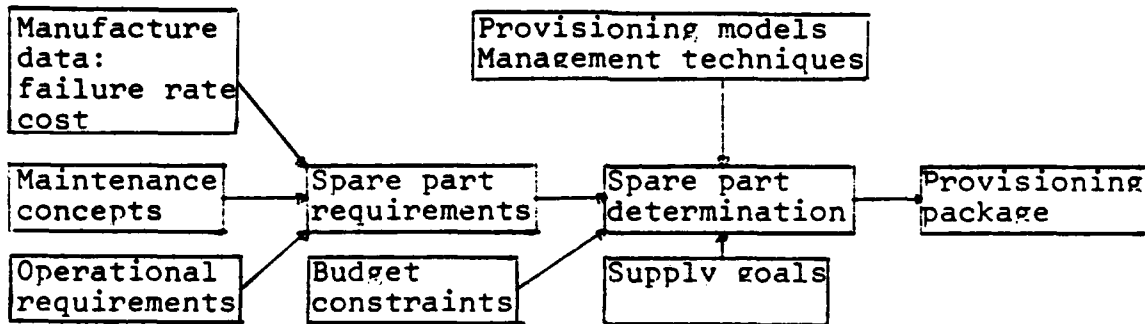 Manufacture
data:
failure rate
cost
Provisioning models
Management techniques
Maintenance
concepts
Spare part
requirements
Spare part
determination
Provisioning
package
Operational
requirements
Budget
constraints
Supply goals